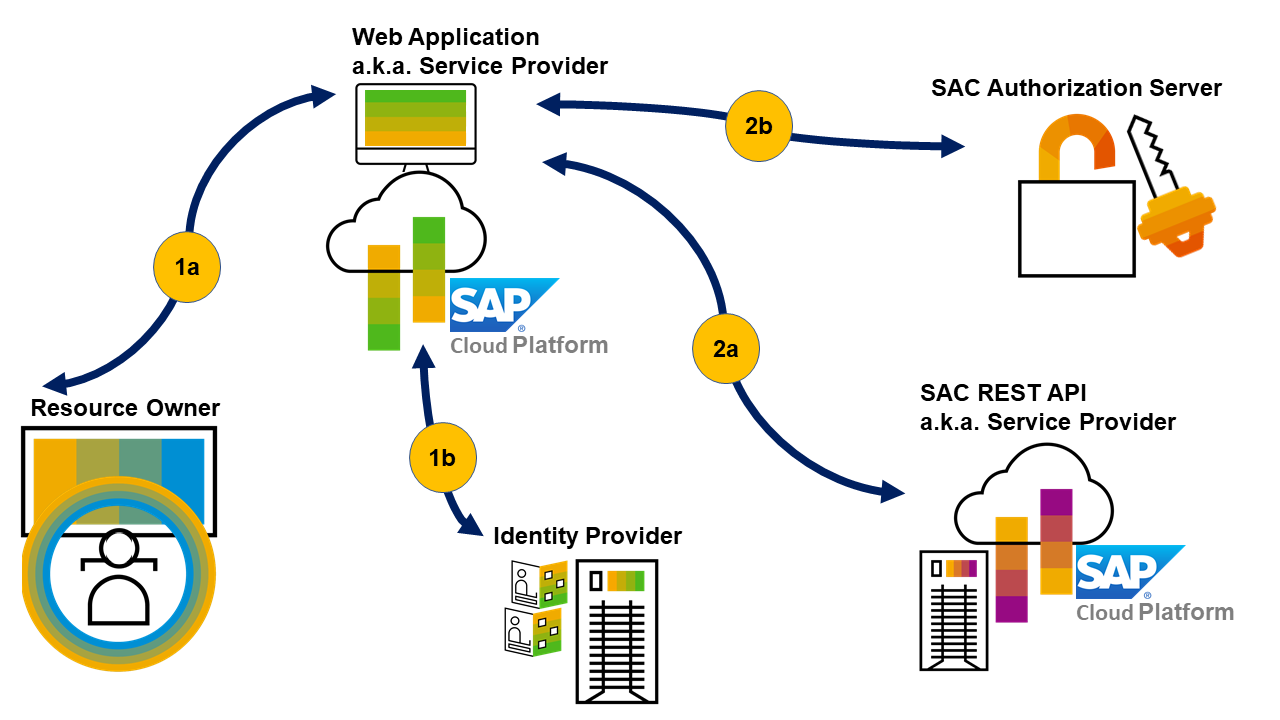 Web Application
a.k.a. Service Provider
SAC Authorization Server
2b
1a
SAP®
Cloud Platform
2a
SAC REST API
a.k.a. Service Provider
Resource Owner
1b
Identity Provider
SAP®
Cloud Platform